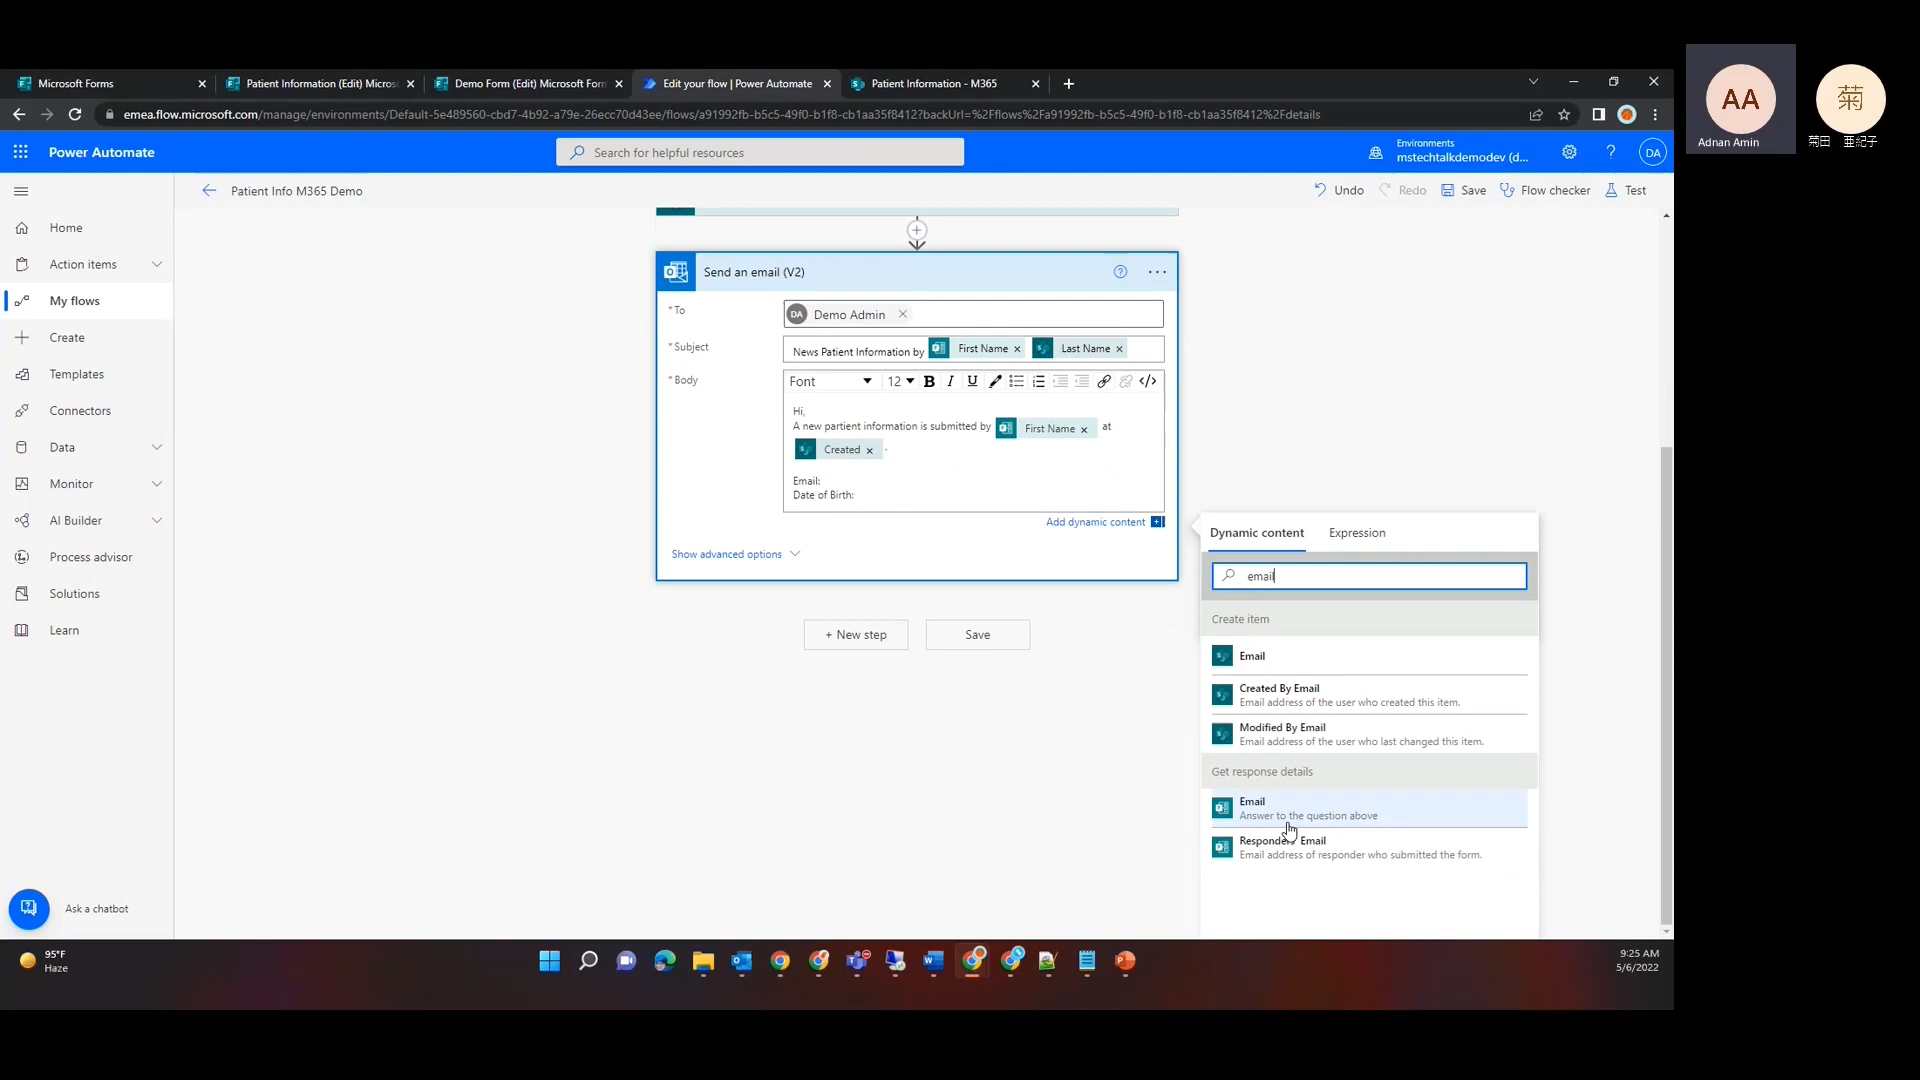 Microsoft Forms
Patient Information (Edit) Micros
Demo Form (Edit) Microsoft Form
Edit your flow | Power Automate
Patient Information - M365
emea.flow.microsoft.com/manage/environments/Default-5e489560-cbd7-4b92-a79e-26ecc70d43ee/flows/a91992fb-b5c5-49f0-b1f8-cb1aa35f8412?backUrl=%2Fflows%2Fa91992fb-b5c5-49f0-b1f8-cb1aa35f8412%2Fdetails
AA
Adnan Amin
菊
菊田 亜紀子
Power Automate
Search for helpful resources
Environments
mstechtalkdemodev (d...
?
DA
Patient Info M365 Demo
Undo
Redo
Save
Flow checker
Test
Home
Action items
My flows
Create
Templates
Connectors
Data
Monitor
AI Builder
Process advisor
Solutions
Learn
Ask a chatbot
Send an email (V2)
* To
DA Demo Admin
* Subject
News Patient Information by First Name Last Name
* Body
Font 12 B I U </>
Hi,
A new partient information is submitted by First Name at
Created .
Email:
Date of Birth:
Add dynamic content
Show advanced options
+ New step
Save
Dynamic content
Expression
email
Create item
Email
Created By Email
Email address of the user who created this item.
Modified By Email
Email address of the user who last changed this item.
Get response details
Email
Answer to the question above
Responders' Email
Email address of responder who submitted the form.
95°F
Haze
9:25 AM
5/6/2022